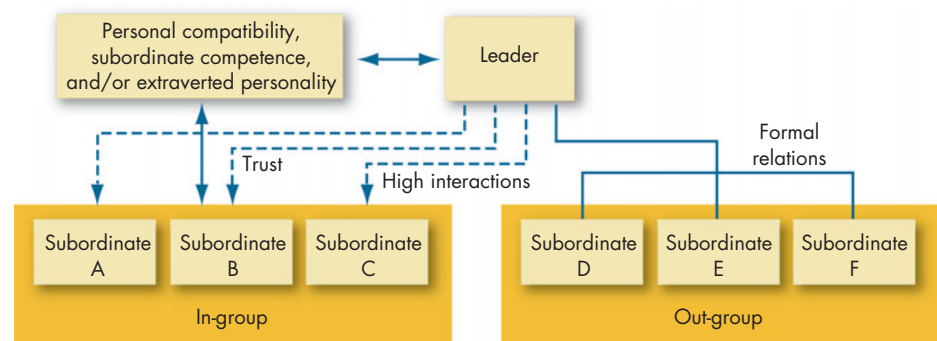 Personal compatibility,
subordinate competence,
and/or extraverted personality
Leader
Formal
relations
Trust
High interactions
Subordinate
A
Subordinate
B
Subordinate
C
In-group
Subordinate
D
Subordinate
E
Subordinate
F
Out-group